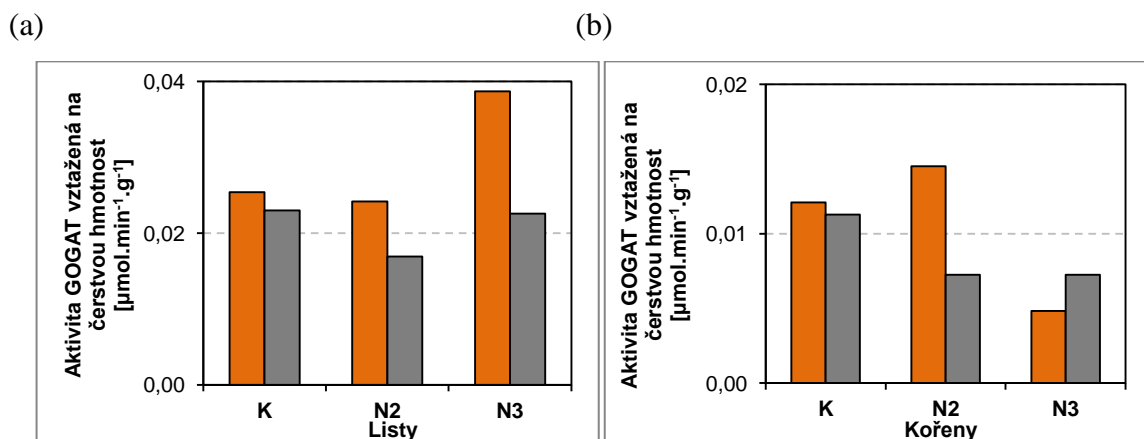 (a)
Aktivita GOGAT vztažená na
čerstvou hmotnost
[µmol.min⁻¹.g⁻¹]
0,04
0,02
0,00
K N2 N3
Listy
(b)
Aktivita GOGAT vztažená na
čerstvou hmotnost
[µmol.min⁻¹.g⁻¹]
0,02
0,01
0,00
K N2 N3
Kořeny